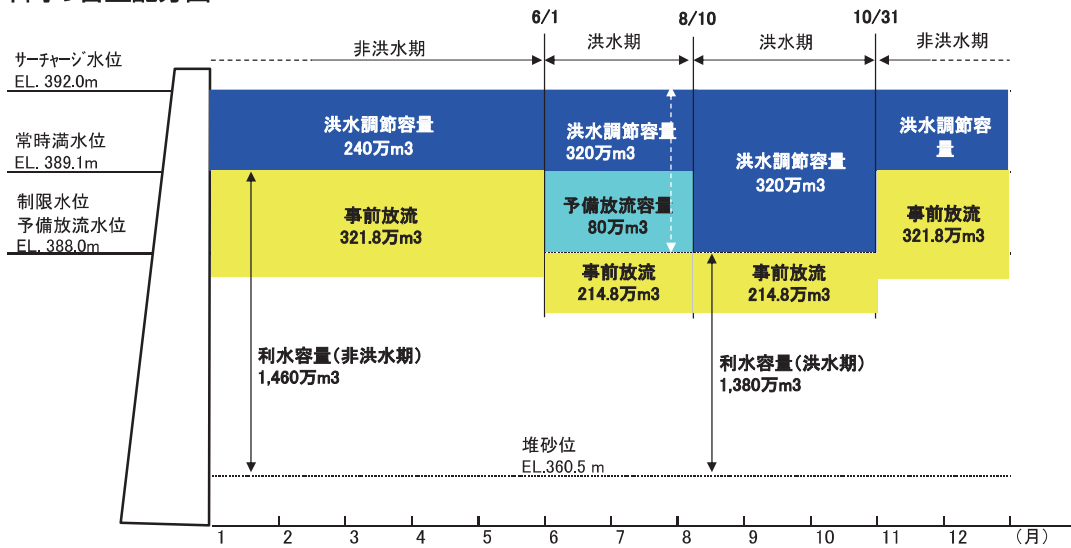 6/1
8/10
10/31
非洪水期
洪水期
洪水期
非洪水期
サーチャージ水位
EL. 392.0m
常時満水位
EL. 389.1m
制限水位
予備放流水位
EL. 388.0m
洪水調節容量
240万m3
洪水調節容量
320万m3
洪水調節容量
320万m3
洪水調節容
量
事前放流
321.8万m3
予備放流容量
80万m3
事前放流
321.8万m3
事前放流
214.8万m3
事前放流
214.8万m3
利水容量(非洪水期)
1,460万m3
利水容量(洪水期)
1,380万m3
堆砂位
EL.360.5 m
1 2 3 4 5 6 7 8 9 10 11 12 (月)